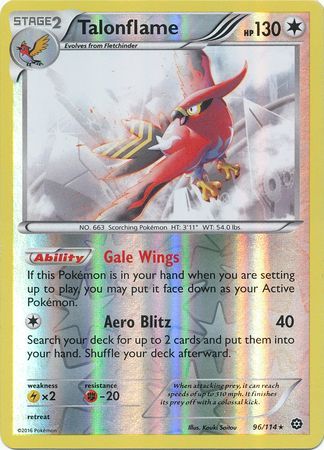 STAGE2 Talonflame HP130
Evolves from Fletchinder
NO. 663 Scorching Pokémon HT: 3'11" WT: 54.0 lbs.
Ability Gale Wings
If this Pokémon is in your hand when you are setting
up to play, you may put it face down as your Active
Pokémon.
Aero Blitz 40
Search your deck for up to 2 cards and put them into
your hand. Shuffle your deck afterward.
weakness resistance
×2 -20
retreat
When attacking prey, it can reach
speeds of up to 310 mph. It finishes
its prey off with a colossal kick.
©2016 Pokémon
Illus. Kouki Saitou
96/114★